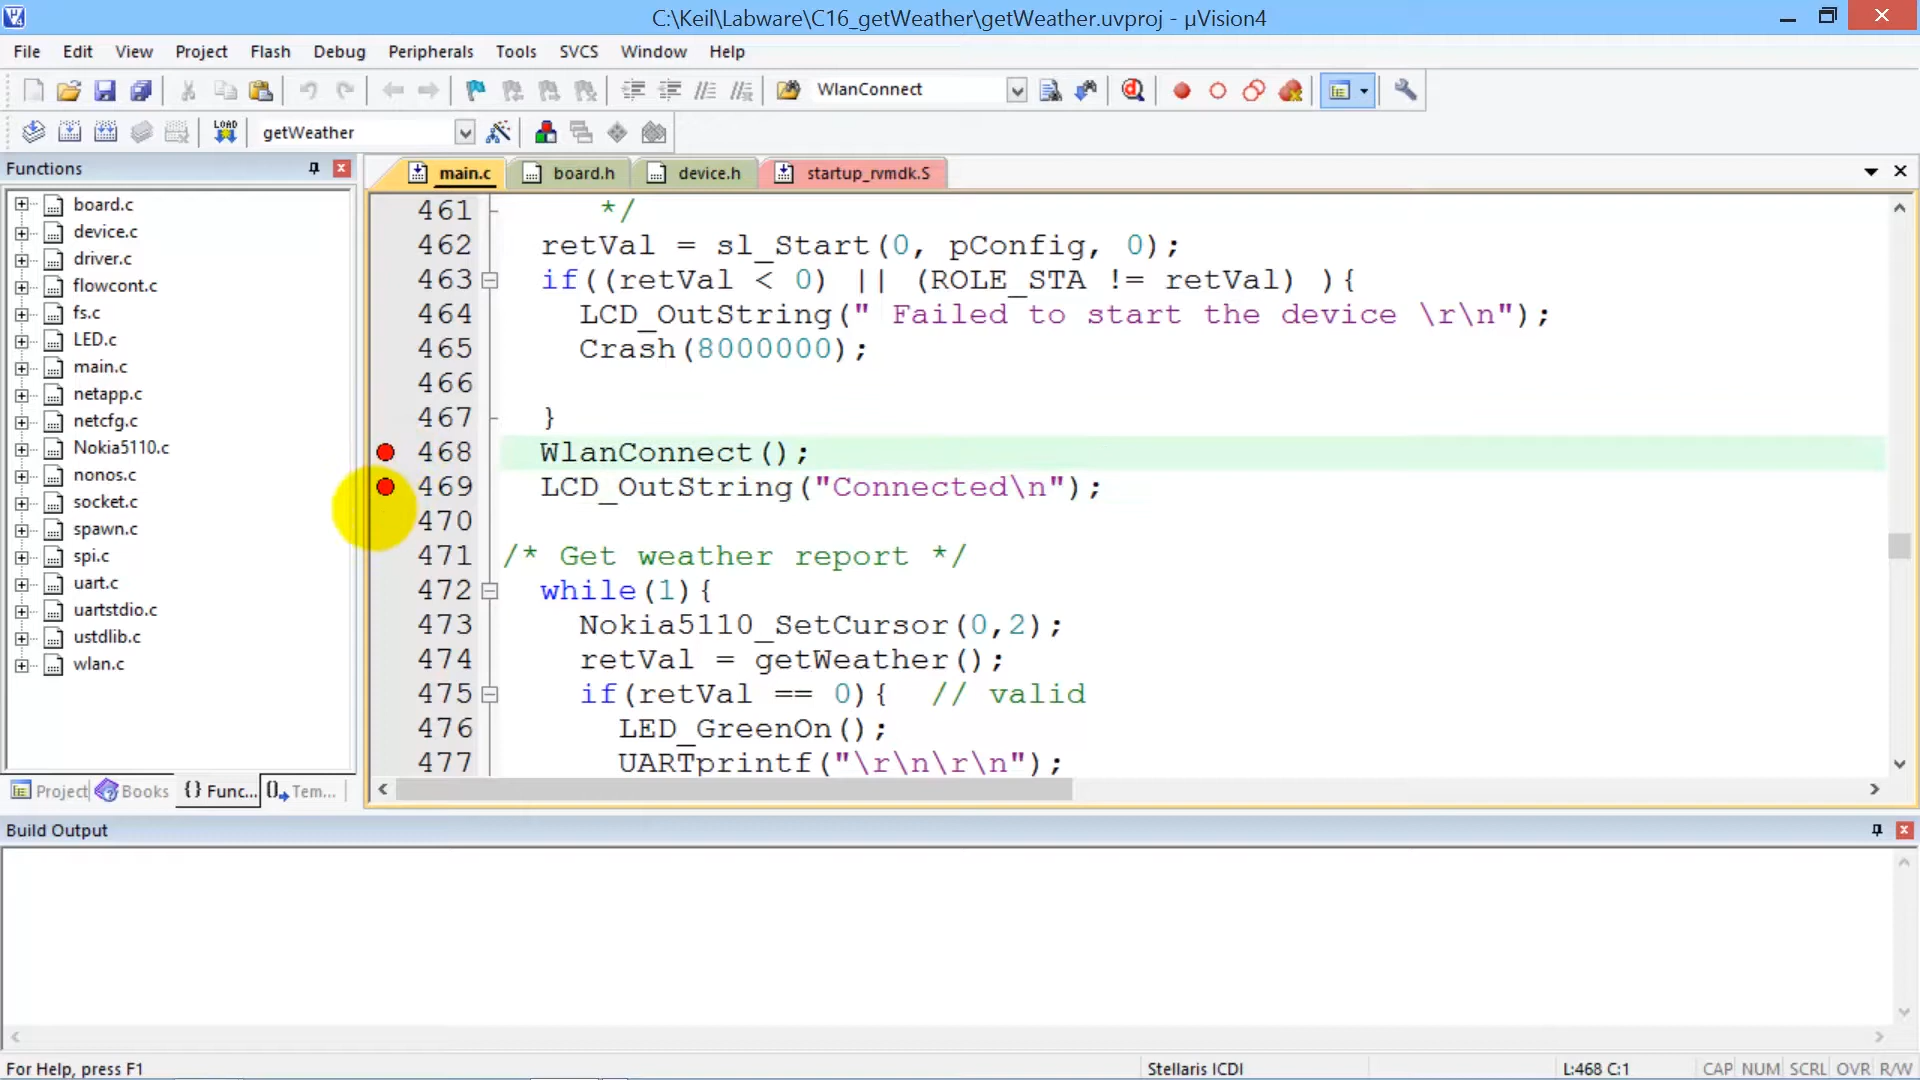 C:\Keil\Labware\C16_getWeather\getWeather.uvproj - µVision4
File Edit View Project Flash Debug Peripherals Tools SVCS Window Help
WlanConnect
LOAD getWeather
Functions
main.c board.h device.h startup_rvmdk.S
board.c
device.c
driver.c
flowcont.c
fs.c
LED.c
main.c
netapp.c
netcfg.c
Nokia5110.c
nonos.c
socket.c
spawn.c
spi.c
uart.c
uartstdio.c
ustdlib.c
wlan.c
Project Books {} Func... Tem...
461 */
462 retVal = sl_Start(0, pConfig, 0);
463 if((retVal < 0) || (ROLE_STA != retVal) ){
464 LCD_OutString(" Failed to start the device \r\n");
465 Crash(8000000);
466
467 }
468 WlanConnect();
469 LCD_OutString("Connected\n");
470
471 /* Get weather report */
472 while(1){
473 Nokia5110_SetCursor(0,2);
474 retVal = getWeather();
475 if(retVal == 0){ // valid
476 LED_GreenOn();
477 UARTprintf("\r\n\r\n");
Build Output
For Help, press F1 Stellaris ICDI L:468 C:1 CAP NUM SCRL OVR R/W